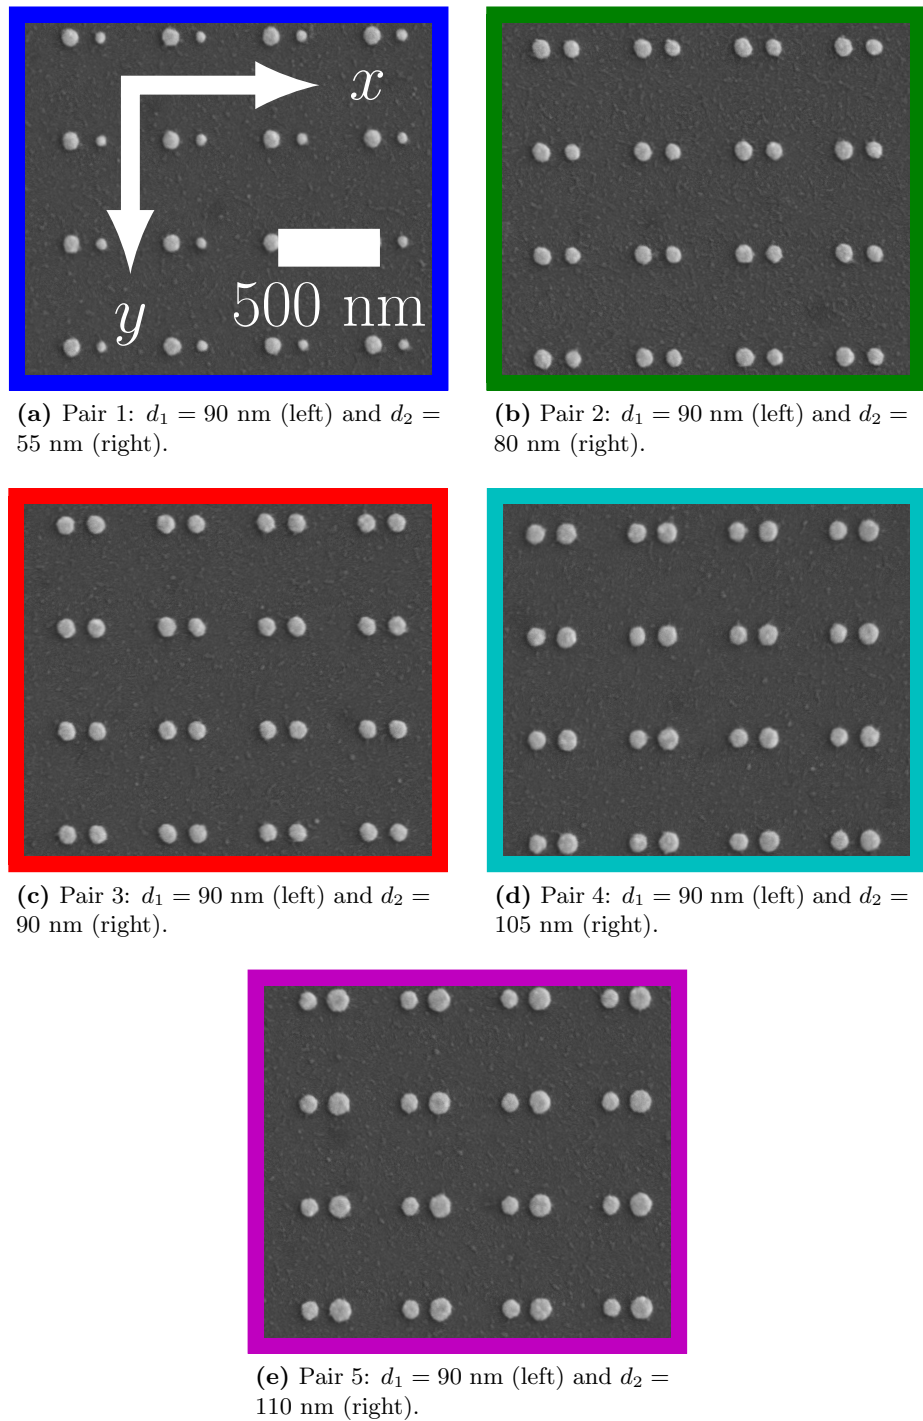 x
y
500 nm
(a) Pair 1: d₁ = 90 nm (left) and d₂ =
55 nm (right).
(b) Pair 2: d₁ = 90 nm (left) and d₂ =
80 nm (right).
(c) Pair 3: d₁ = 90 nm (left) and d₂ =
90 nm (right).
(d) Pair 4: d₁ = 90 nm (left) and d₂ =
105 nm (right).
(e) Pair 5: d₁ = 90 nm (left) and d₂ =
110 nm (right).